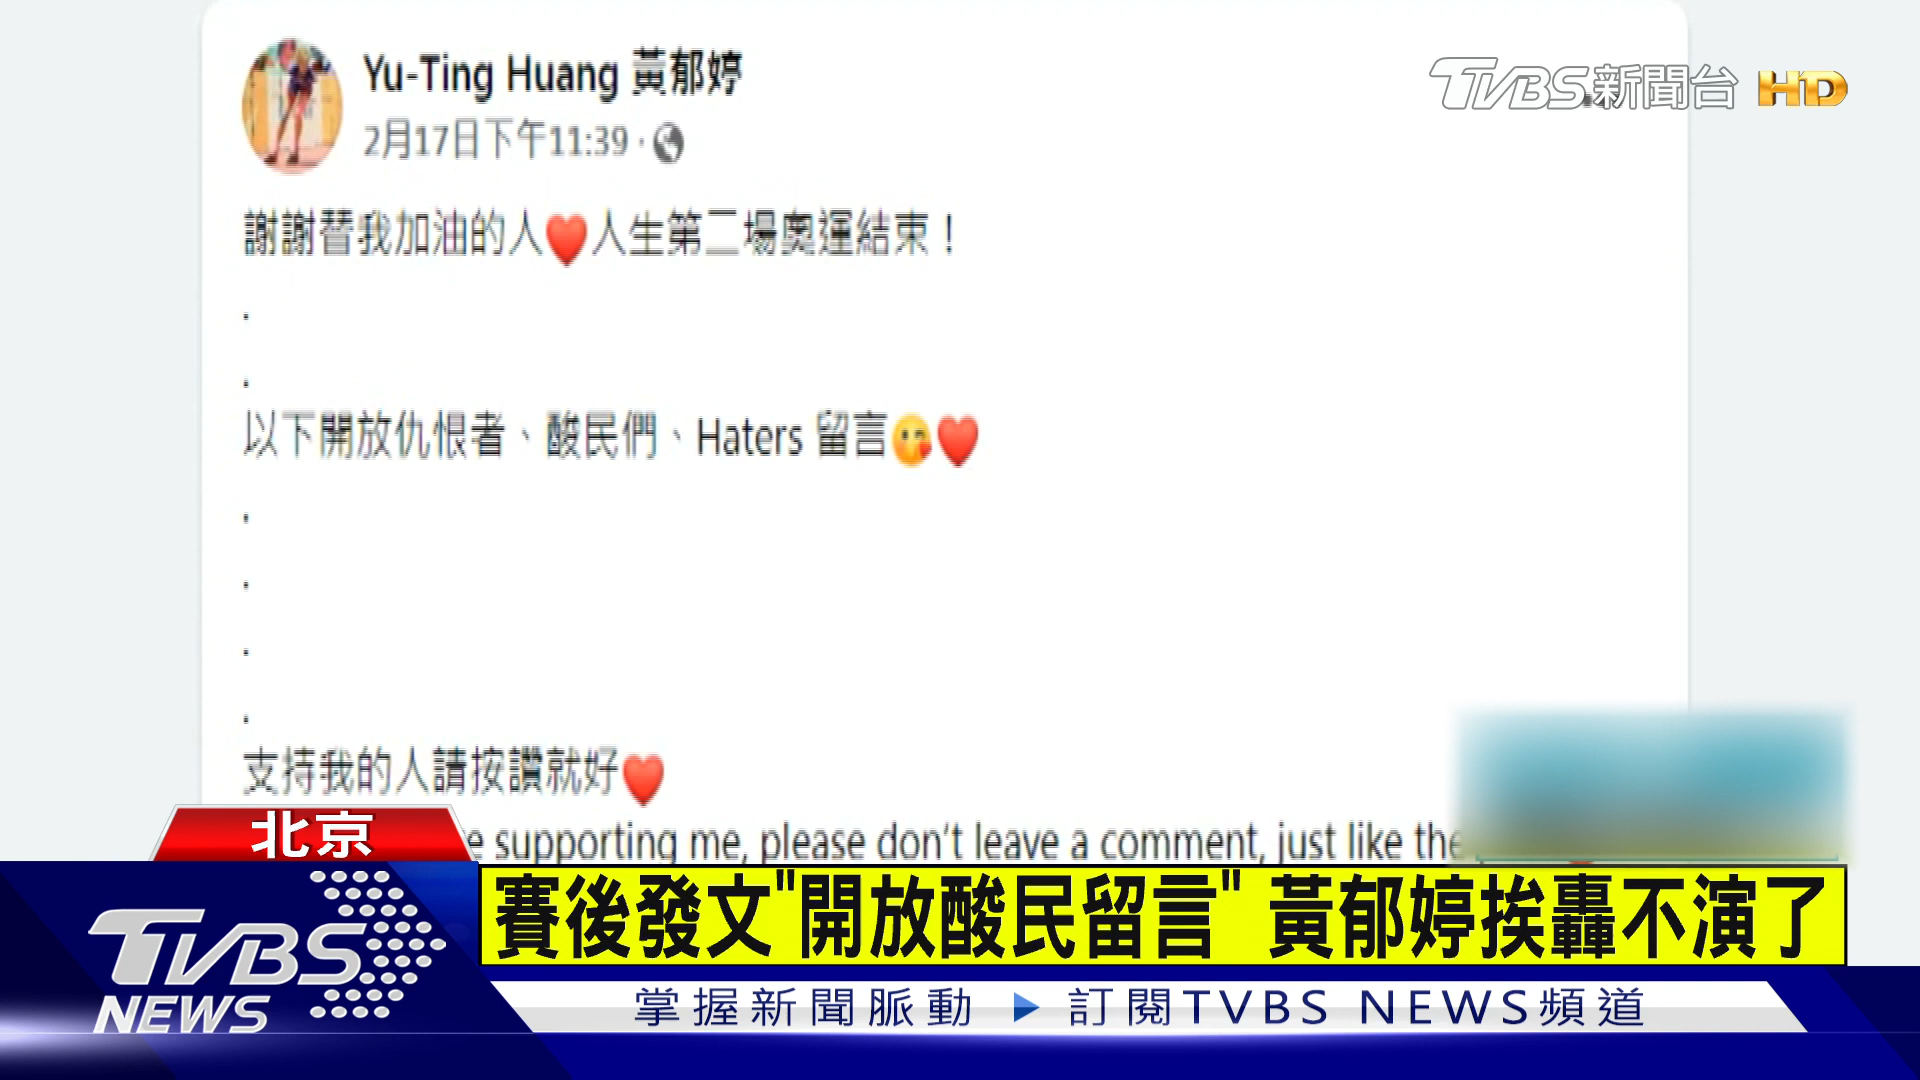 Yu-Ting Huang 黃郁婷
2月17日下午11:39 ·
TVBS新聞台 HD
謝謝替我加油的人❤️人生第二場奧運結束！
.
.
以下開放仇恨者、酸民們、Haters 留言😘❤️
.
.
.
.
支持我的人請按讚就好❤️
supporting me, please don't leave a comment, just like the
北京
賽後發文"開放酸民留言" 黃郁婷挨轟不演了
TVBS
NEWS
掌握新聞脈動 ▶ 訂閱TVBS NEWS頻道